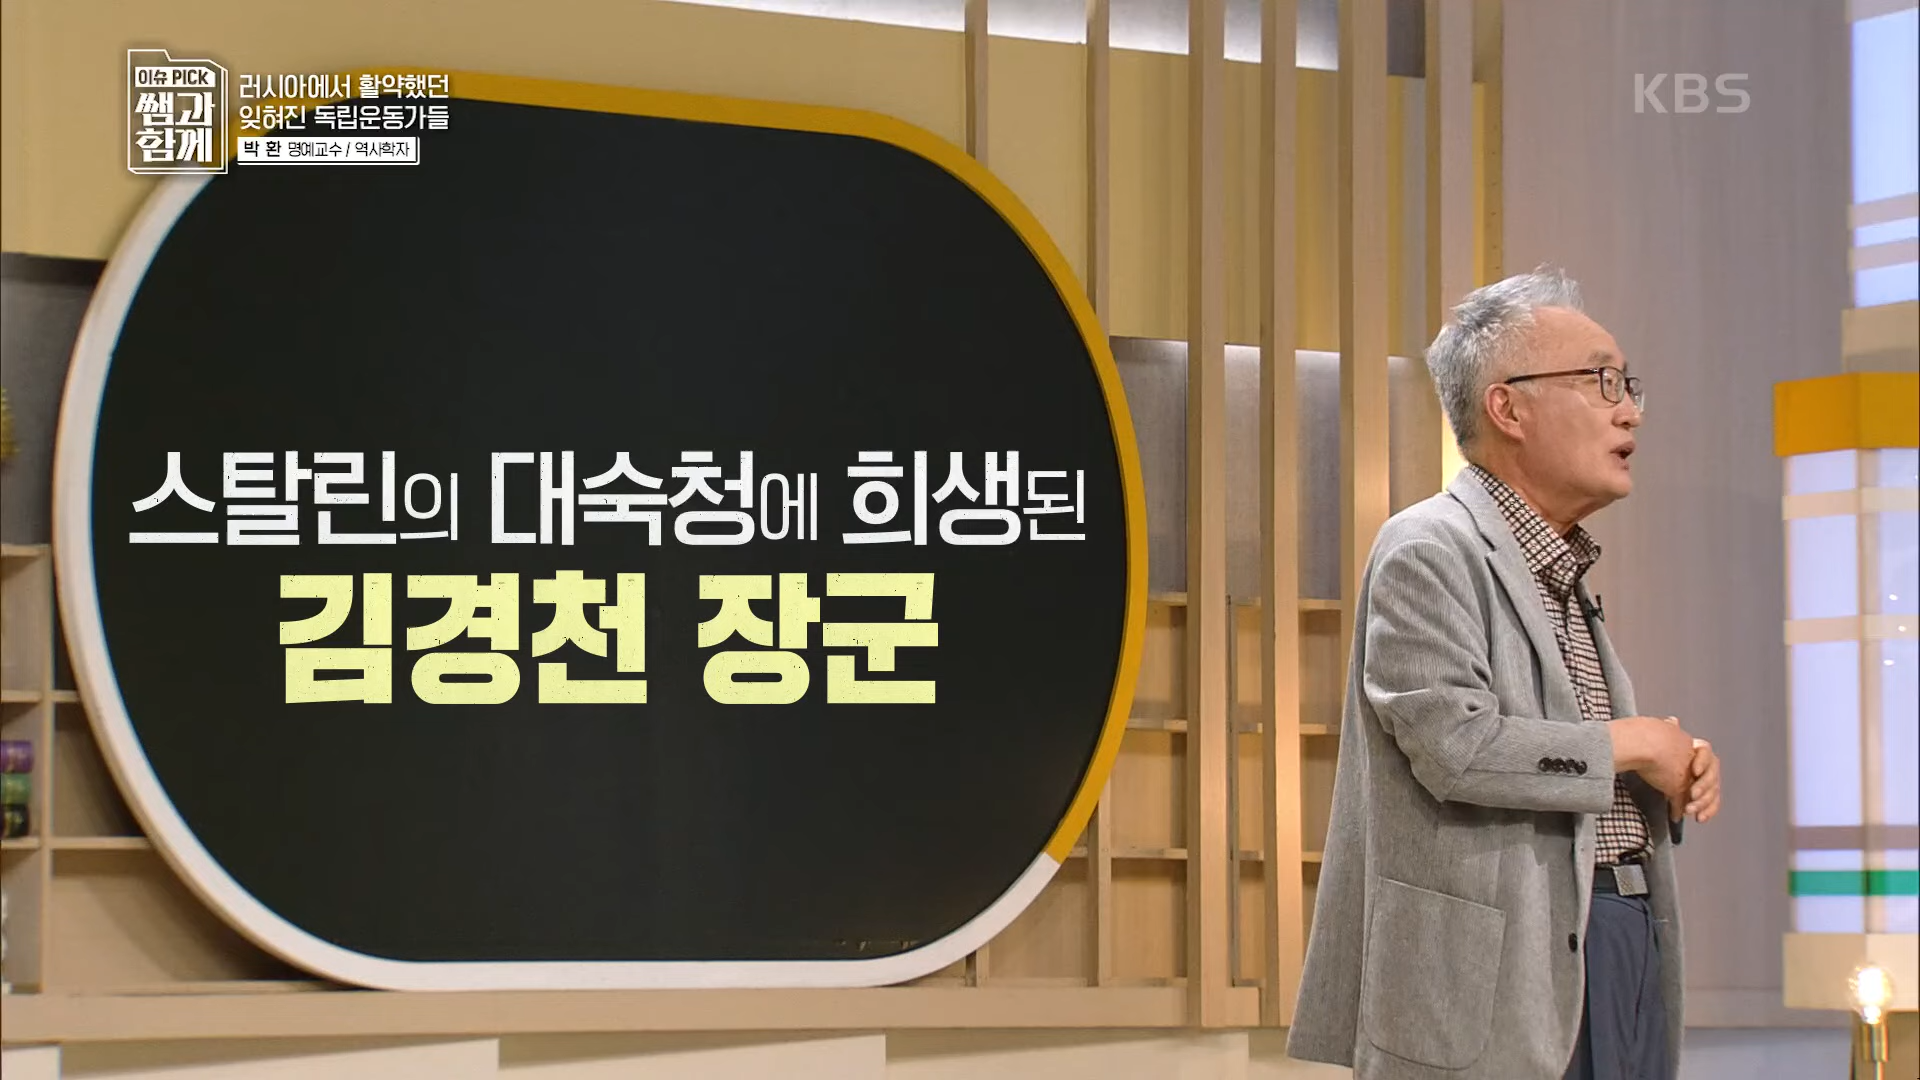 이슈 PICK
쌤과
함께
러시아에서 활약했던
잊혀진 독립운동가들
박 환 명예교수 / 역사학자
KBS
스탈린의 대숙청에 희생된
김경천 장군